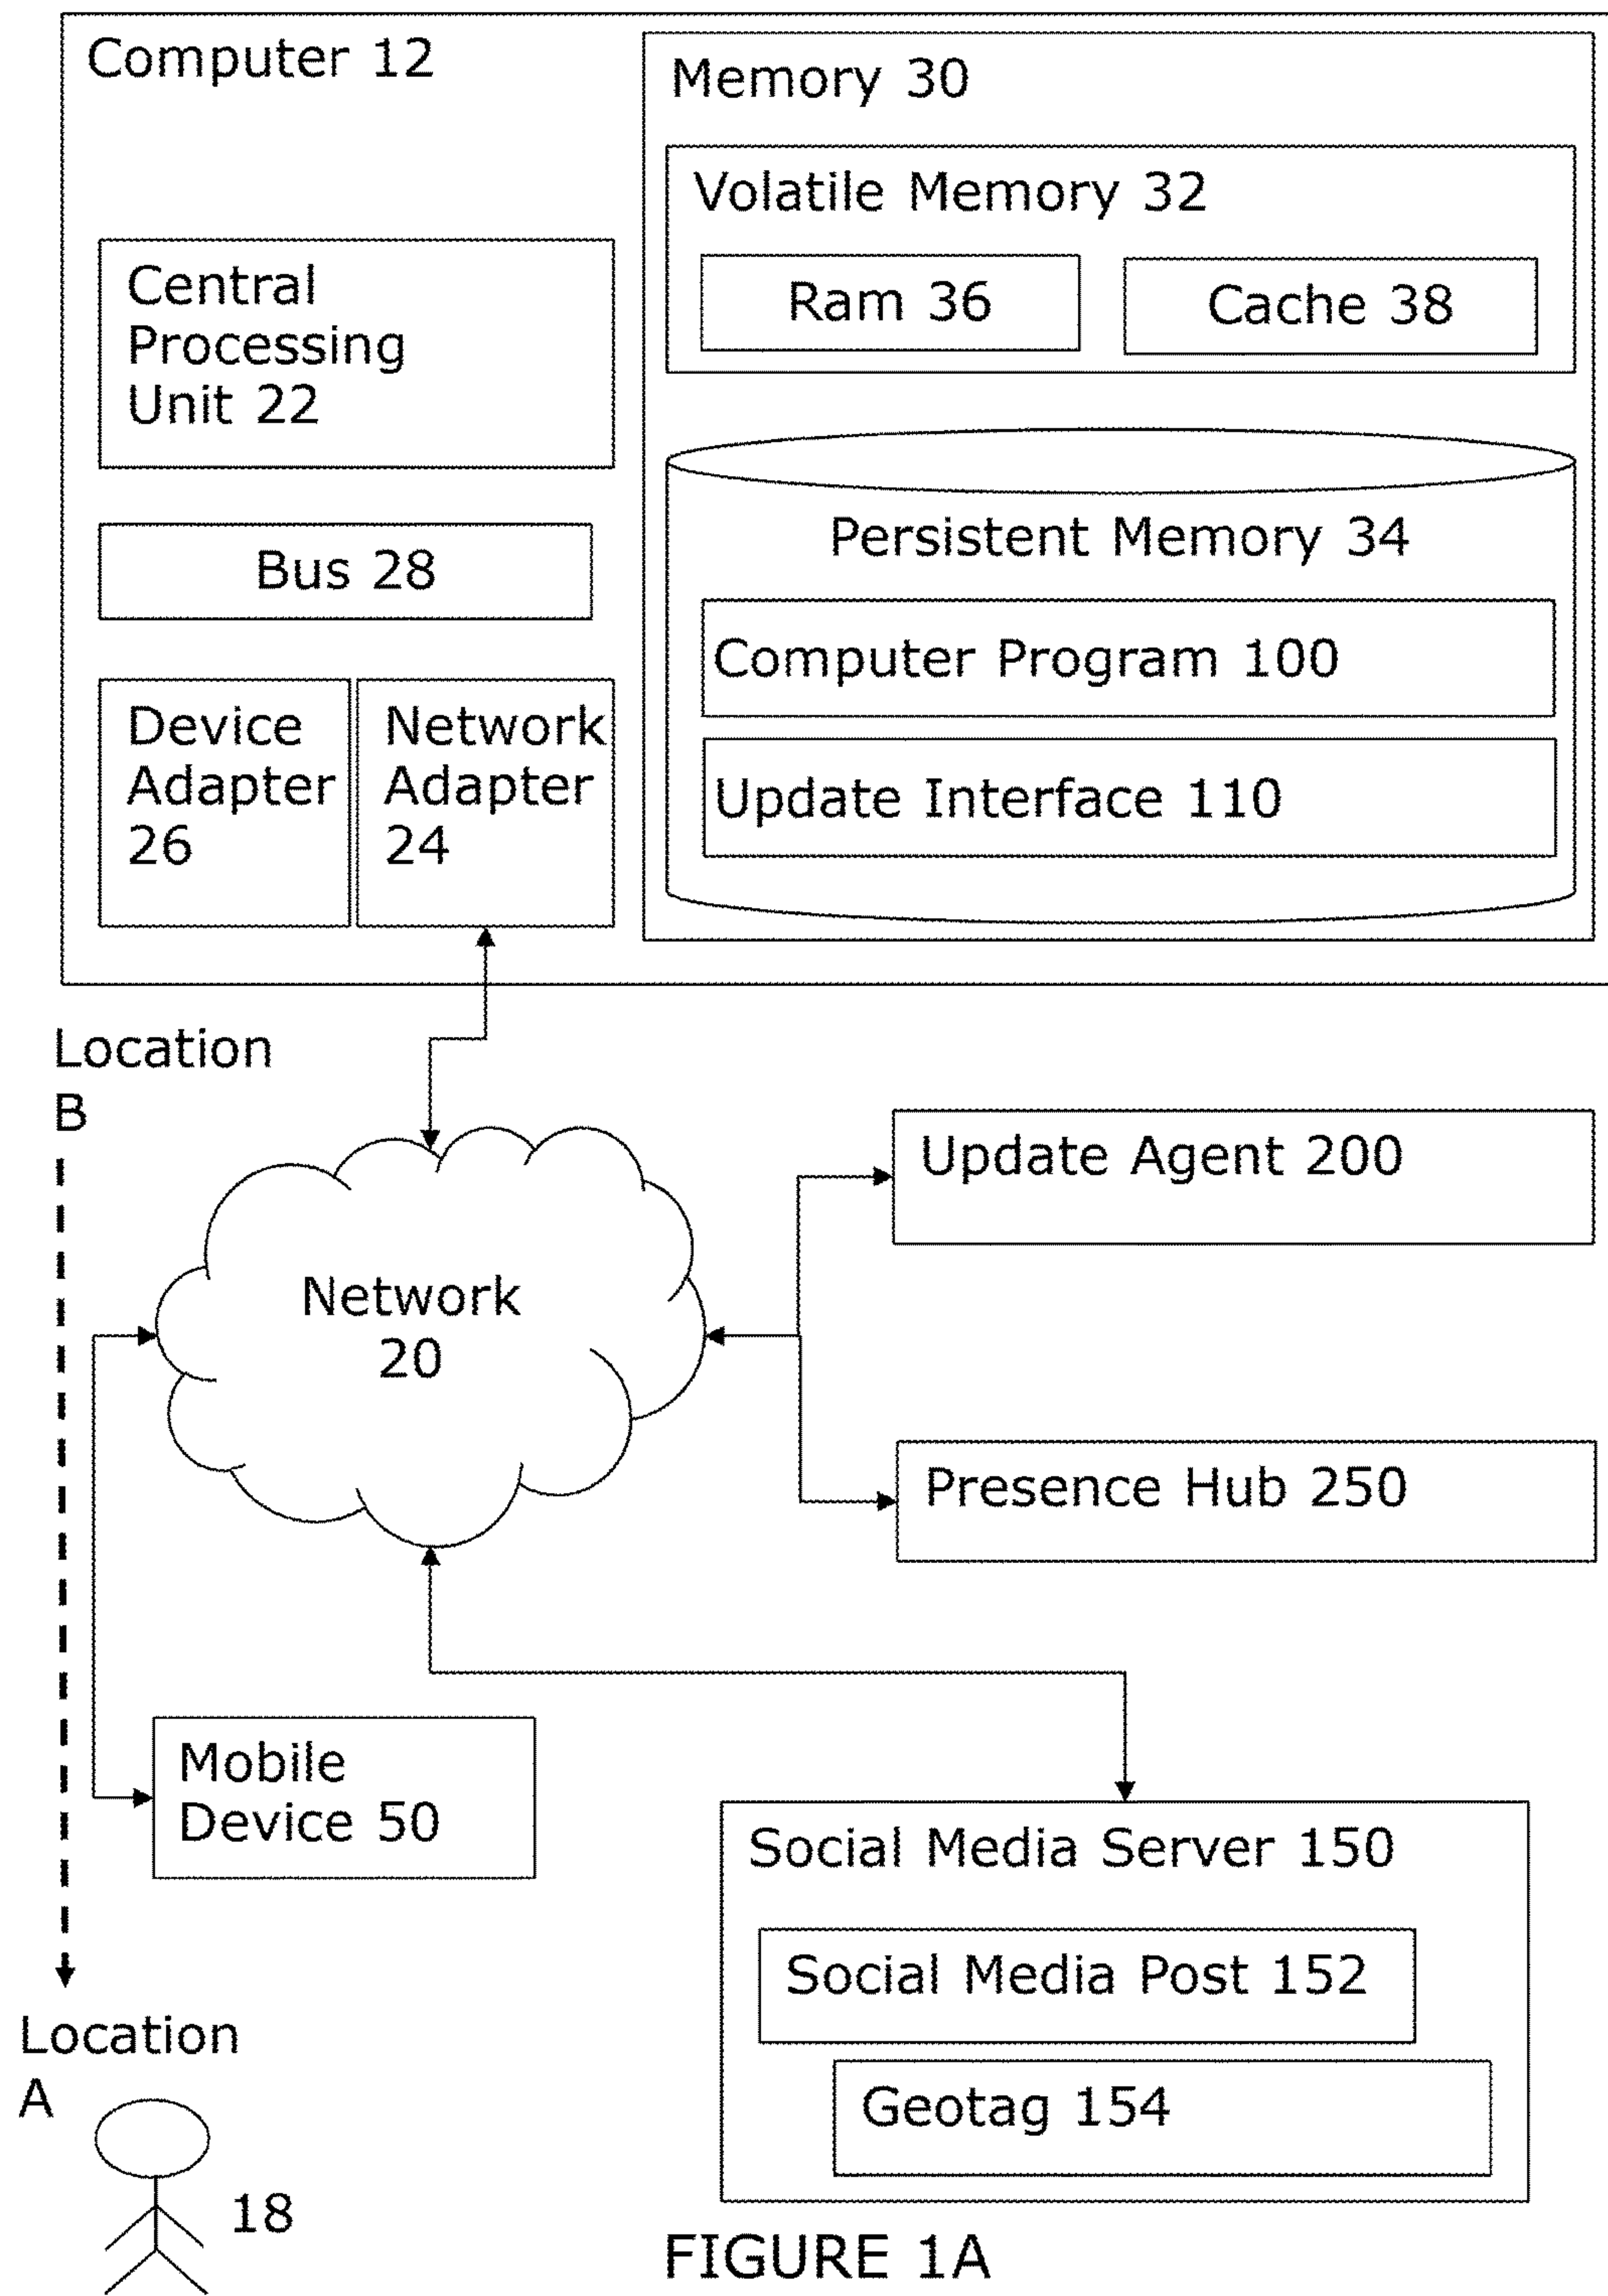 Computer 12
Memory 30
Volatile Memory 32
Ram 36
Cache 38
Central
Processing
Unit 22
Bus 28
Persistent Memory 34
Computer Program 100
Update Interface 110
Device
Adapter
26
Network
Adapter
24
Location
B
Update Agent 200
Network
20
Presence Hub 250
Mobile
Device 50
Social Media Server 150
Social Media Post 152
Geotag 154
Location
A
18
FIGURE 1A